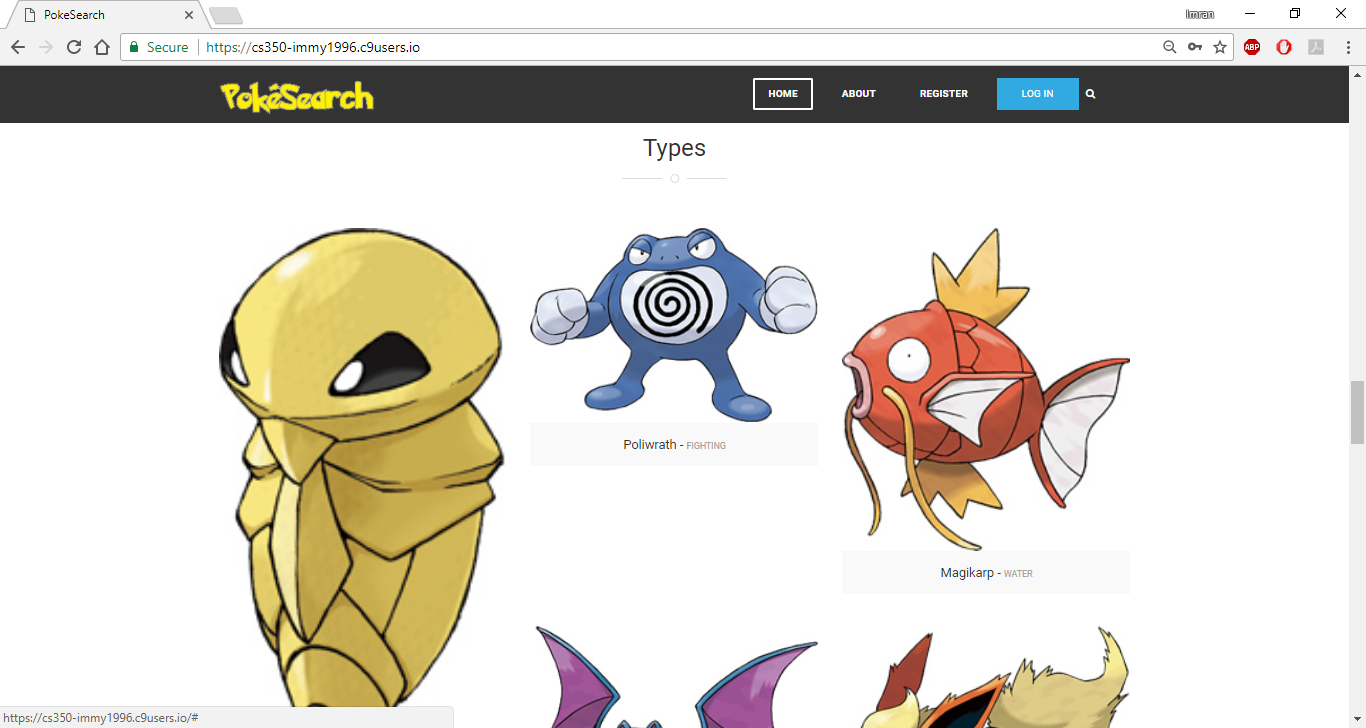 PokeSearch
Imran
Secure
https://cs350-immy1996.c9users.io
ABP
PokéSearch
HOME
ABOUT
REGISTER
LOG IN
Types
Poliwrath - FIGHTING
Magikarp - WATER
https://cs350-immy1996.c9users.io/#